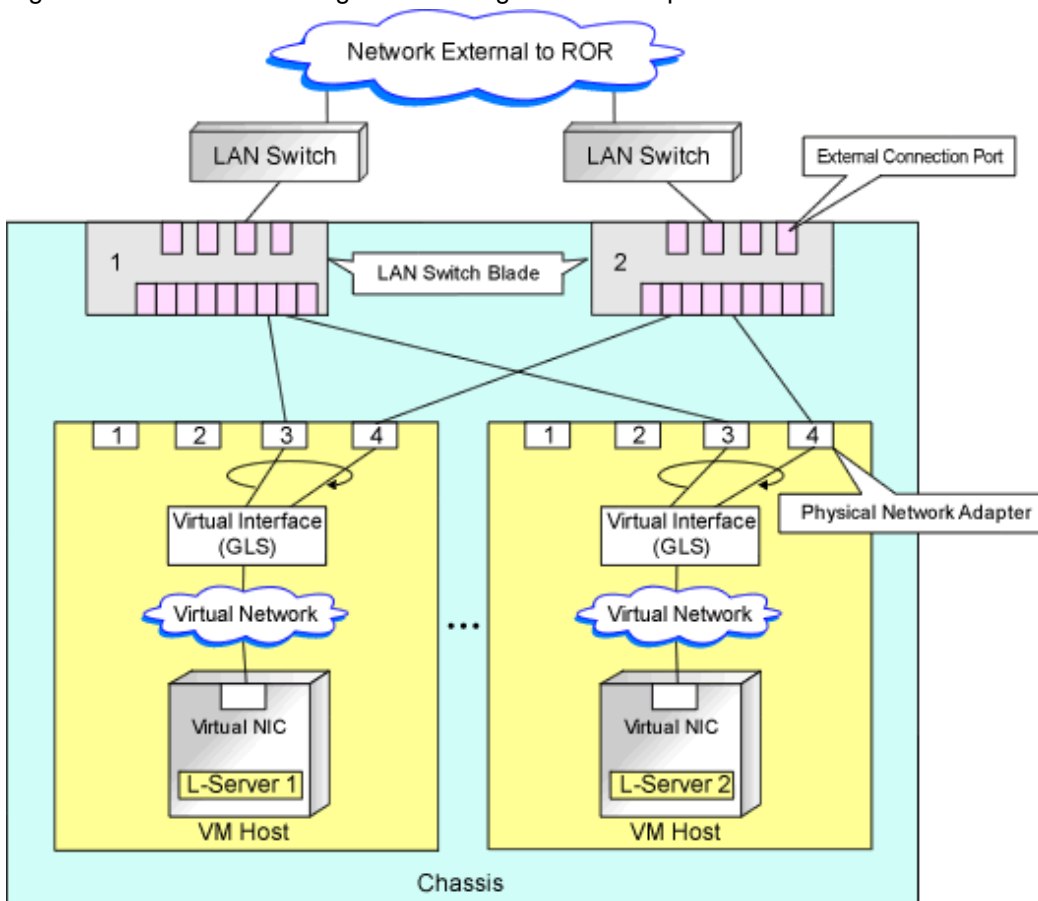 Network External to ROR
LAN Switch
LAN Switch
External Connection Port
1
LAN Switch Blade
2
1
2
3
4
1
2
3
4
Virtual Interface
(GLS)
Virtual Interface
(GLS)
Physical Network Adapter
Virtual Network
Virtual Network
...
Virtual NIC
Virtual NIC
L-Server 1
L-Server 2
VM Host
VM Host
Chassis